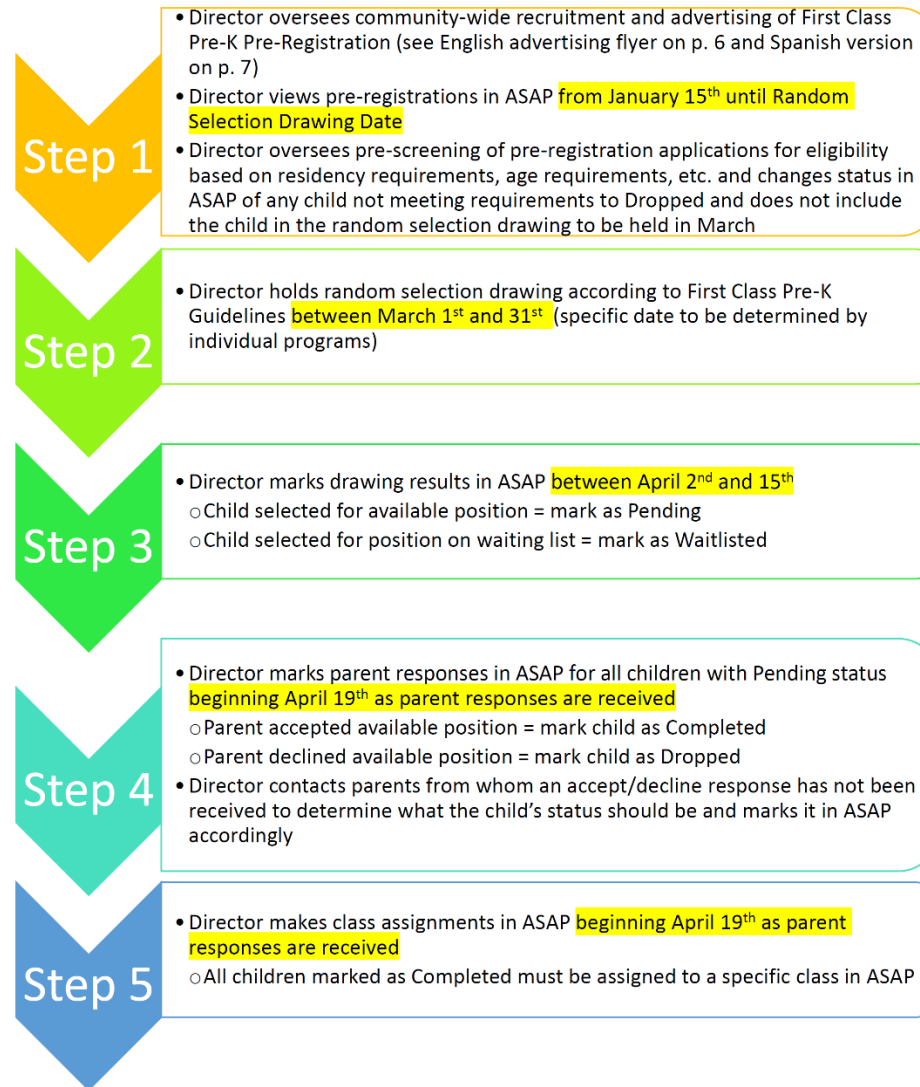 Step 1
• Director oversees community-wide recruitment and advertising of First Class
Pre-K Pre-Registration (see English advertising flyer on p. 6 and Spanish version
on p. 7)
• Director views pre-registrations in ASAP from January 15th until Random
Selection Drawing Date
• Director oversees pre-screening of pre-registration applications for eligibility
based on residency requirements, age requirements, etc. and changes status in
ASAP of any child not meeting requirements to Dropped and does not include
the child in the random selection drawing to be held in March
Step 2
• Director holds random selection drawing according to First Class Pre-K
Guidelines between March 1st and 31st (specific date to be determined by
individual programs)
Step 3
• Director marks drawing results in ASAP between April 2nd and 15th
○ Child selected for available position = mark as Pending
○ Child selected for position on waiting list = mark as Waitlisted
Step 4
• Director marks parent responses in ASAP for all children with Pending status
beginning April 19th as parent responses are received
○ Parent accepted available position = mark child as Completed
○ Parent declined available position = mark child as Dropped
• Director contacts parents from whom an accept/decline response has not been
received to determine what the child's status should be and marks it in ASAP
accordingly
Step 5
• Director makes class assignments in ASAP beginning April 19th as parent
responses are received
○ All children marked as Completed must be assigned to a specific class in ASAP